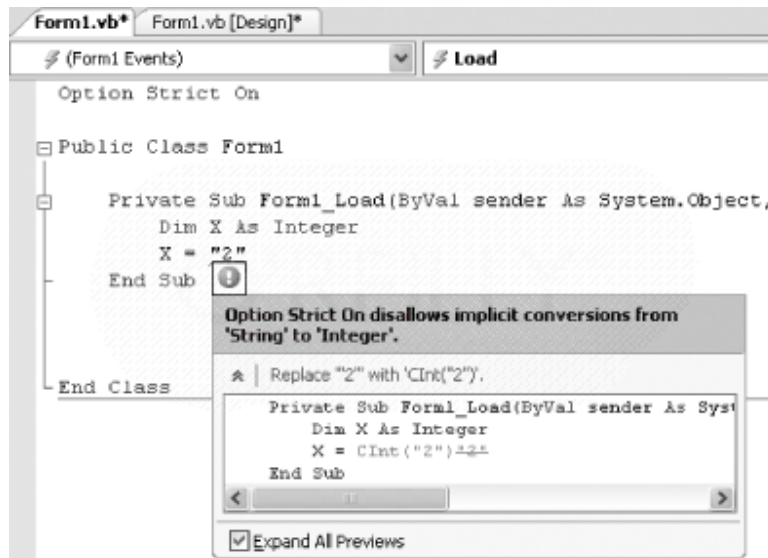 Form1.vb* Form1.vb [Design]*
(Form1 Events) Load
Option Strict On
Public Class Form1
Private Sub Form1_Load(ByVal sender As System.Object,
Dim X As Integer
X = "2"
End Sub
Option Strict On disallows implicit conversions from
'String' to 'Integer'.
Replace '"2"' with 'CInt("2")'.
Private Sub Form1_Load(ByVal sender As Syst
Dim X As Integer
X = CInt("2")"2"
End Sub
Expand All Previews
End Class